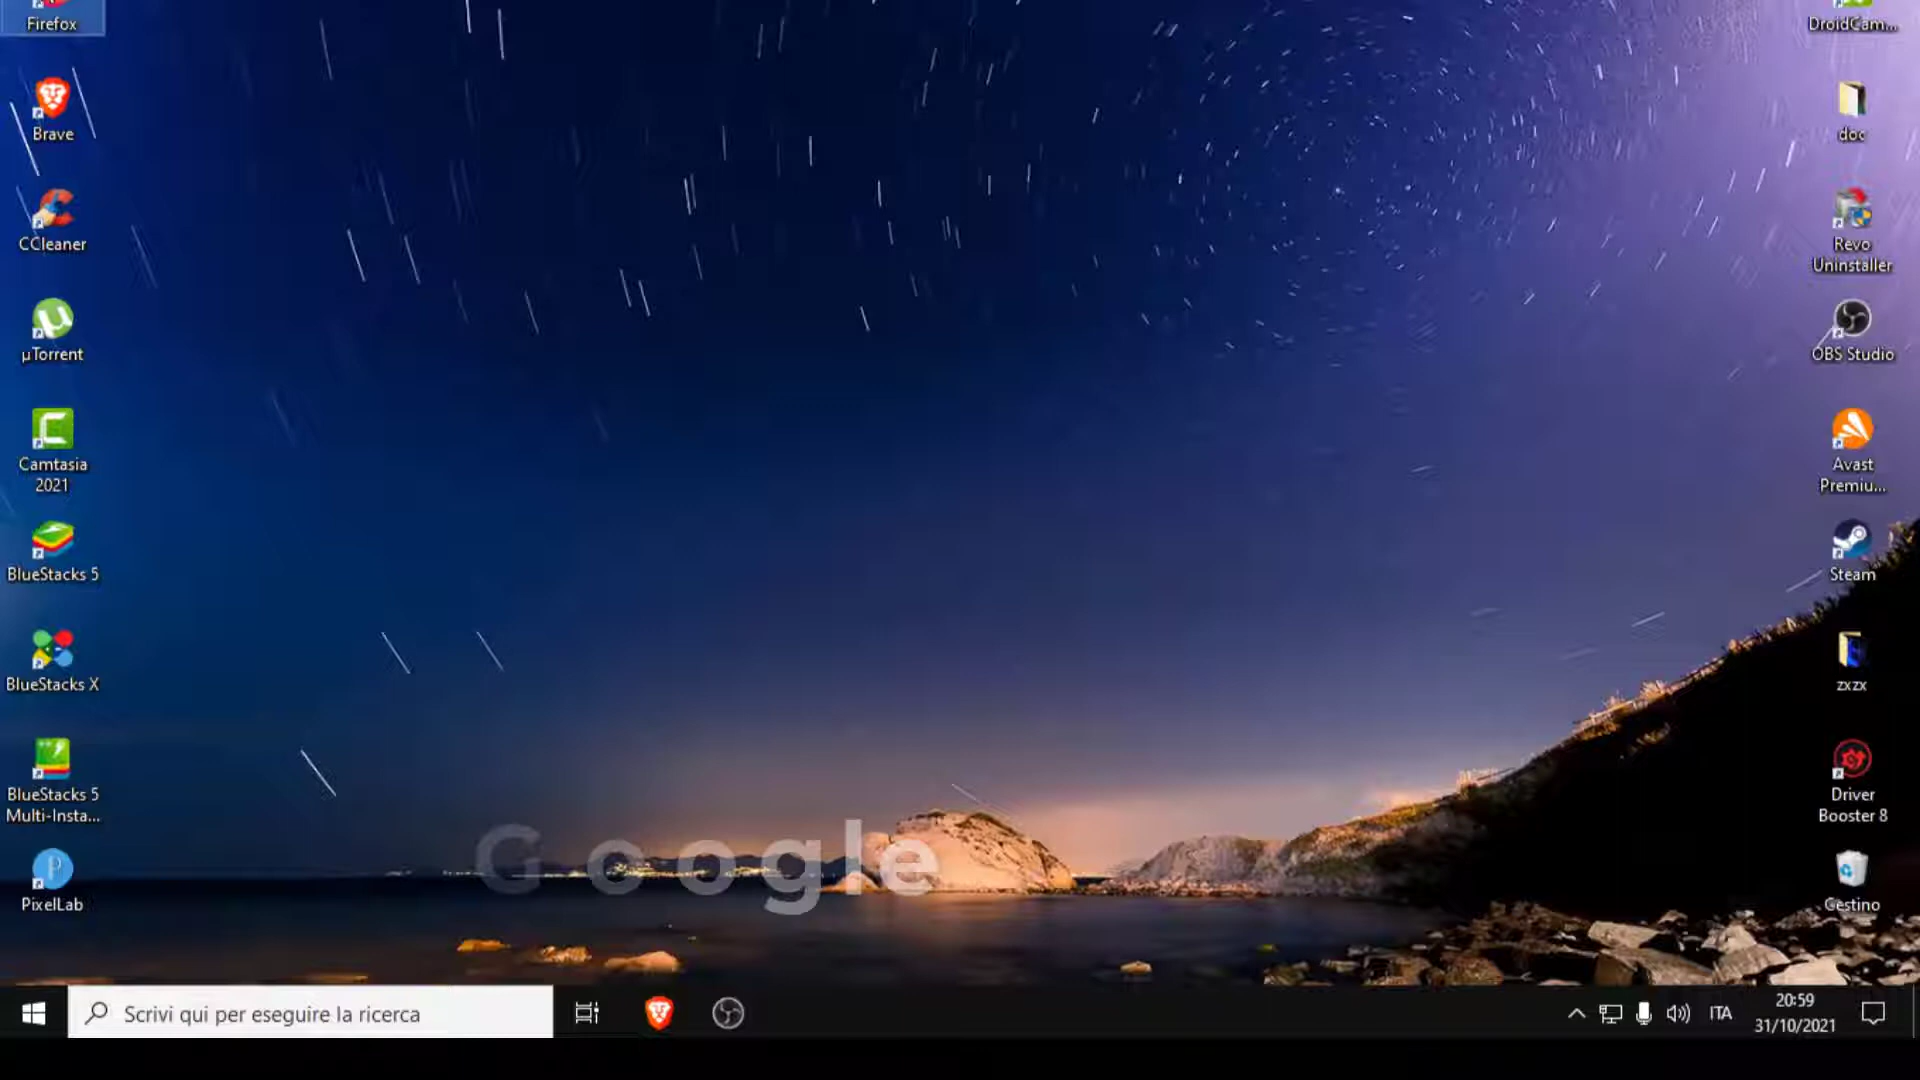 Firefox
Brave
CCleaner
µTorrent
Camtasia
2021
BlueStacks 5
BlueStacks X
BlueStacks 5
Multi-Insta...
PixelLab
DroidCam...
doc
Revo
Uninstaller
OBS Studio
Avast
Premiu...
Steam
zxzx
Driver
Booster 8
Cestino
Google
Scrivi qui per eseguire la ricerca
ITA
20:59
31/10/2021